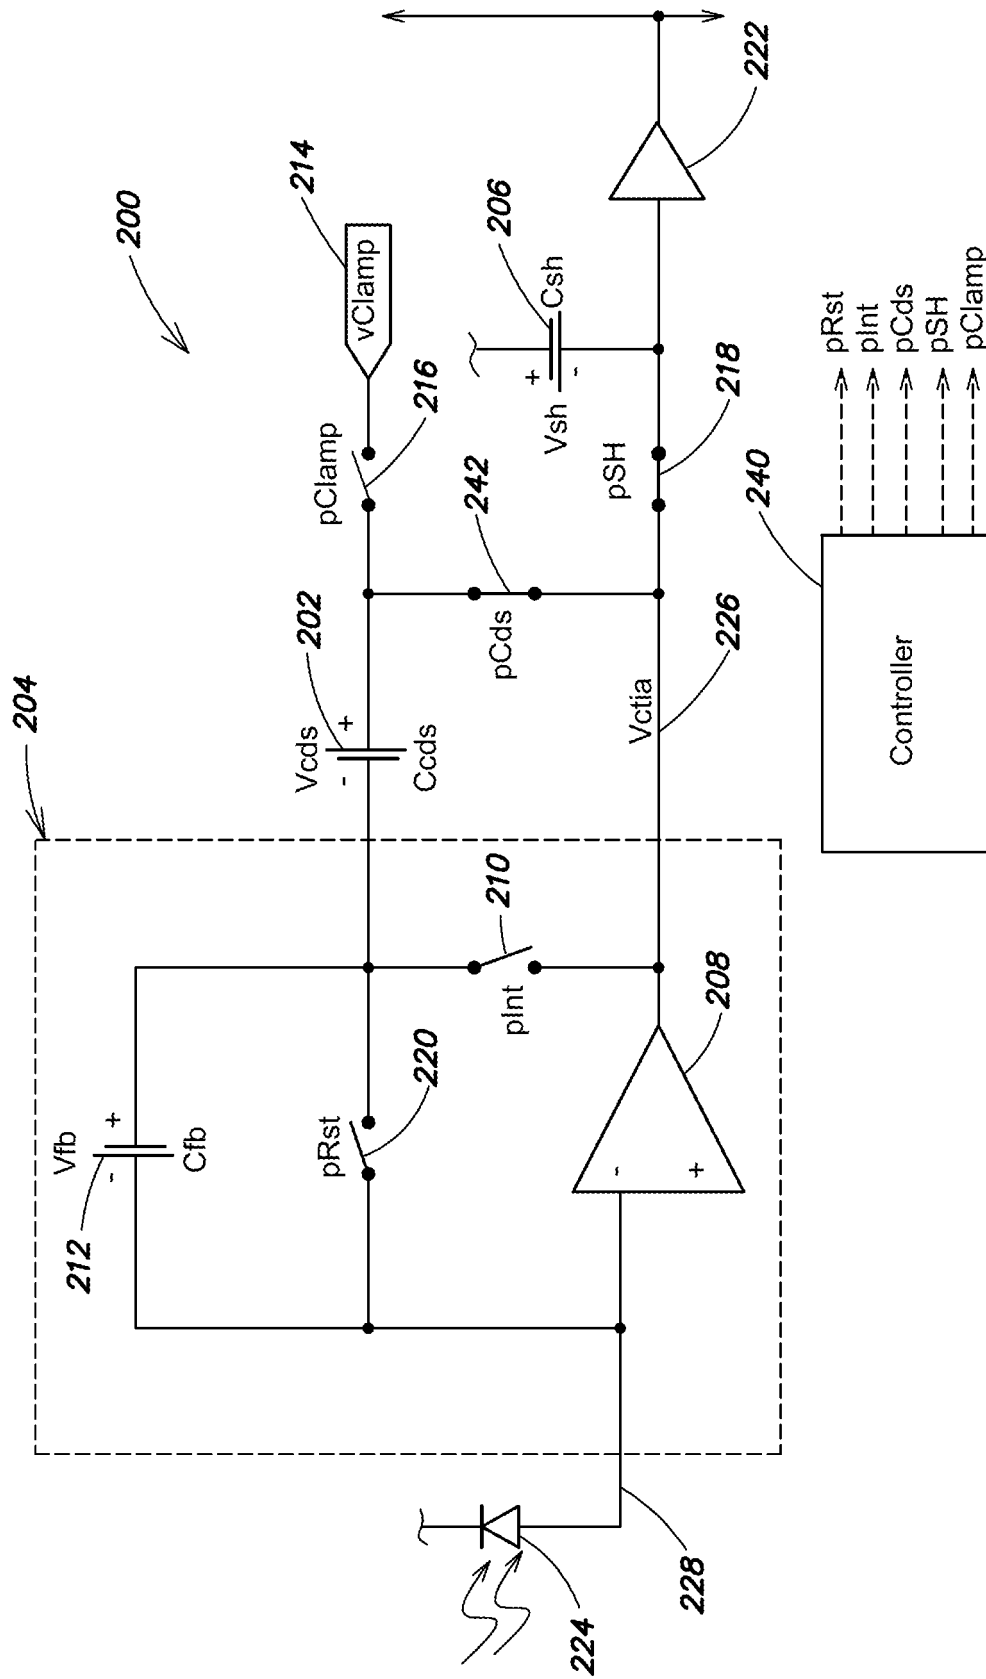 200
204
Vfb
212
-
+
Cfb
pRst
220
pInt
210
-
+
208
Vcds
202
-
+
Ccds
pCds
242
pClamp
216
vClamp
214
Vctia
226
pSH
218
Vsh
+
-
Csh
206
222
224
228
Controller
240
pRst
pInt
pCds
pSH
pClamp